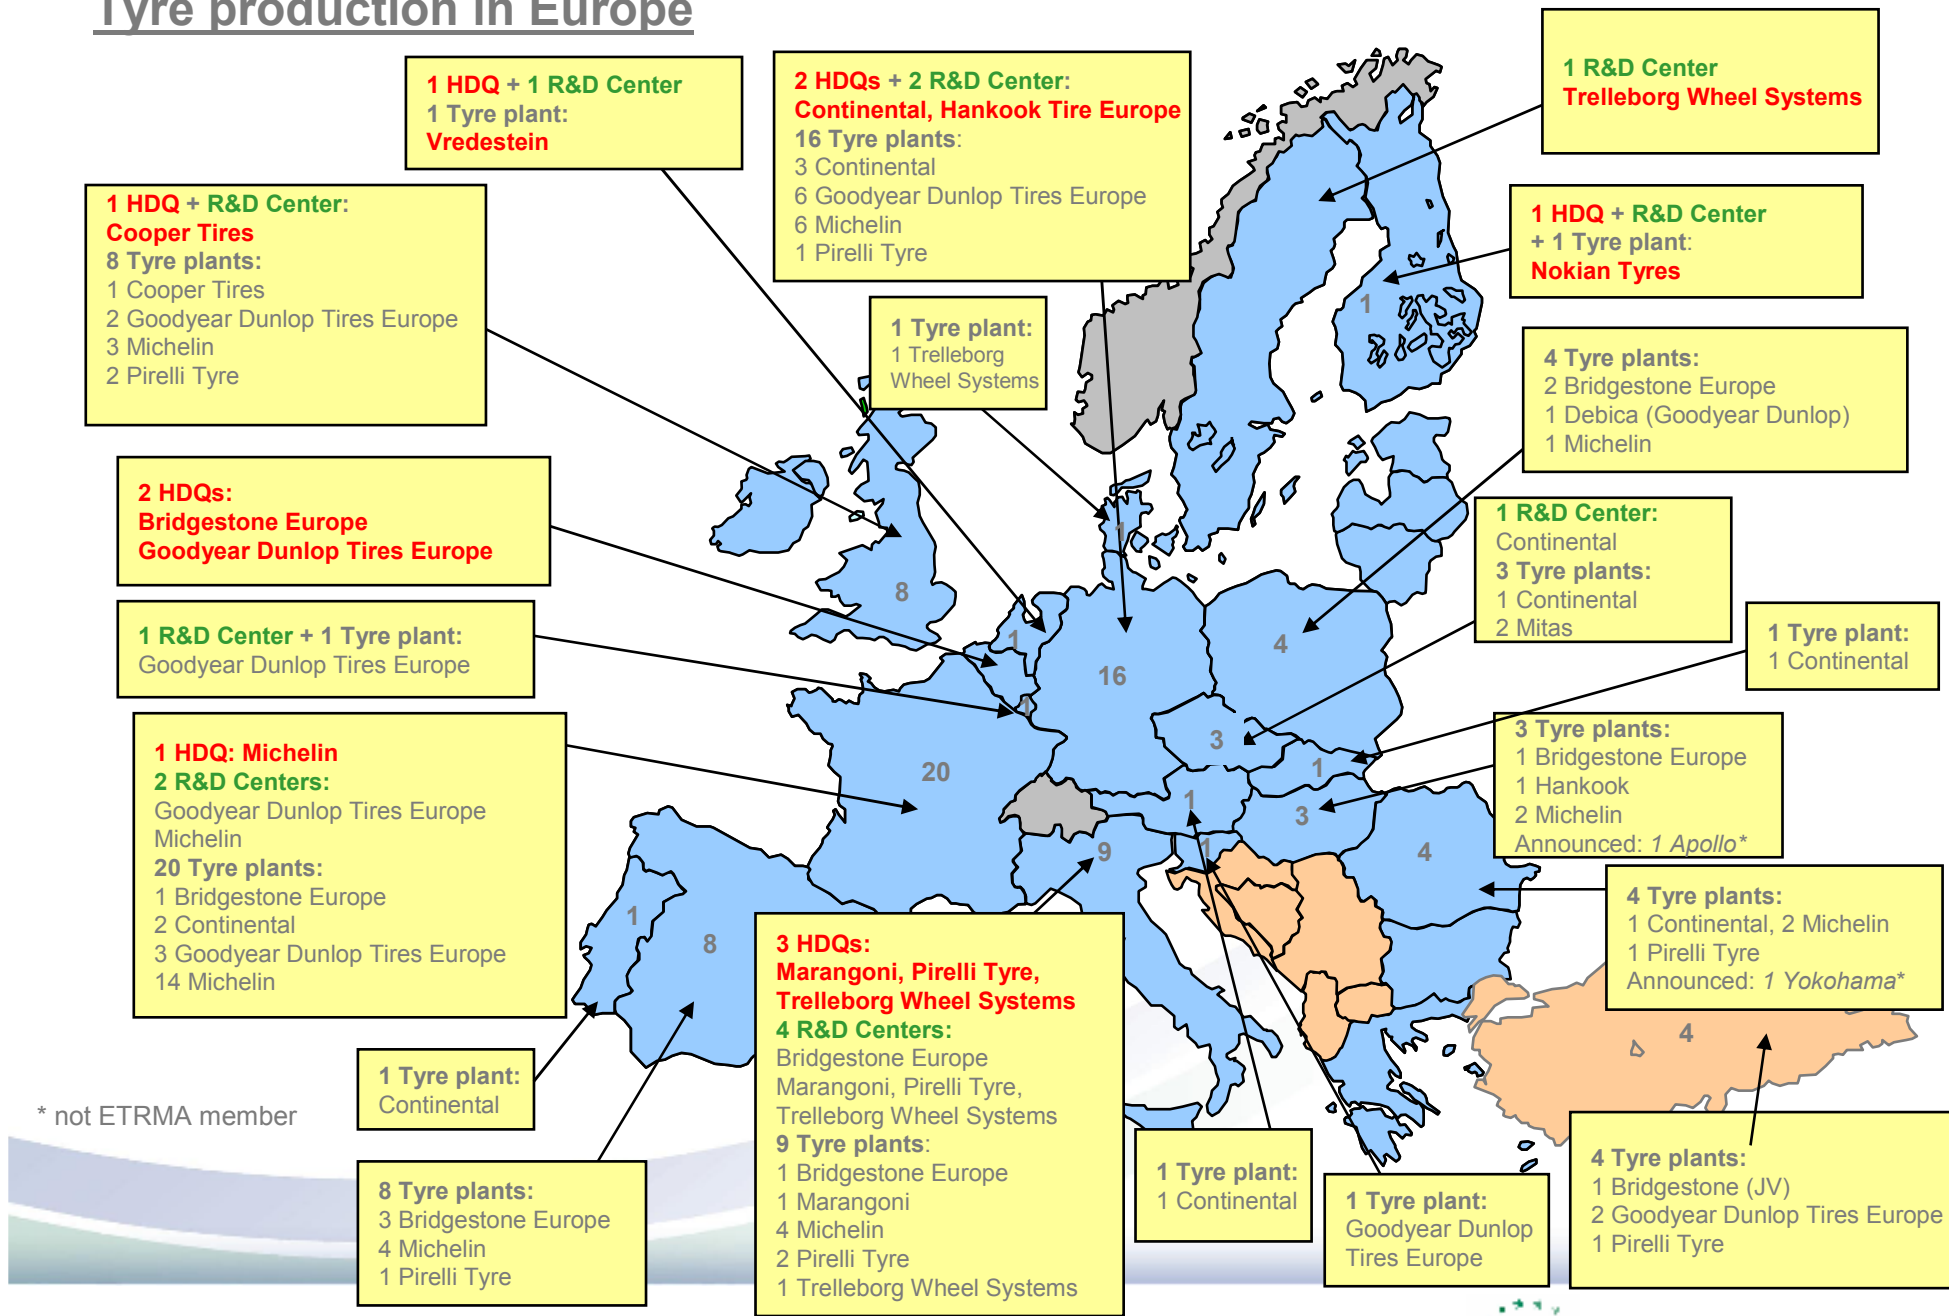 Tyre production in Europe
1 HDQ + 1 R&D Center
1 Tyre plant:
Vredestein
2 HDQs + 2 R&D Center:
Continental, Hankook Tire Europe
16 Tyre plants:
3 Continental
6 Goodyear Dunlop Tires Europe
6 Michelin
1 Pirelli Tyre
1 R&D Center
Trelleborg Wheel Systems
1 HDQ + R&D Center:
Cooper Tires
8 Tyre plants:
1 Cooper Tires
2 Goodyear Dunlop Tires Europe
3 Michelin
2 Pirelli Tyre
1 HDQ + R&D Center
+ 1 Tyre plant:
Nokian Tyres
1 Tyre plant:
1 Trelleborg
Wheel Systems
4 Tyre plants:
2 Bridgestone Europe
1 Debica (Goodyear Dunlop)
1 Michelin
2 HDQs:
Bridgestone Europe
Goodyear Dunlop Tires Europe
1 R&D Center:
Continental
3 Tyre plants:
1 Continental
2 Mitas
1 R&D Center + 1 Tyre plant:
Goodyear Dunlop Tires Europe
1 Tyre plant:
1 Continental
1 HDQ: Michelin
2 R&D Centers:
Goodyear Dunlop Tires Europe
Michelin
20 Tyre plants:
1 Bridgestone Europe
2 Continental
3 Goodyear Dunlop Tires Europe
14 Michelin
3 Tyre plants:
1 Bridgestone Europe
1 Hankook
2 Michelin
Announced: 1 Apollo*
4 Tyre plants:
1 Continental, 2 Michelin
1 Pirelli Tyre
Announced: 1 Yokohama*
3 HDQs:
Marangoni, Pirelli Tyre,
Trelleborg Wheel Systems
4 R&D Centers:
Bridgestone Europe
Marangoni, Pirelli Tyre,
Trelleborg Wheel Systems
9 Tyre plants:
1 Bridgestone Europe
1 Marangoni
4 Michelin
2 Pirelli Tyre
1 Trelleborg Wheel Systems
1 Tyre plant:
Continental
8 Tyre plants:
3 Bridgestone Europe
4 Michelin
1 Pirelli Tyre
1 Tyre plant:
1 Continental
1 Tyre plant:
Goodyear Dunlop
Tires Europe
4 Tyre plants:
1 Bridgestone (JV)
2 Goodyear Dunlop Tires Europe
1 Pirelli Tyre
1
1
8
1
16
4
1
3
1
20
1
3
9
1
4
1
8
4
* not ETRMA member